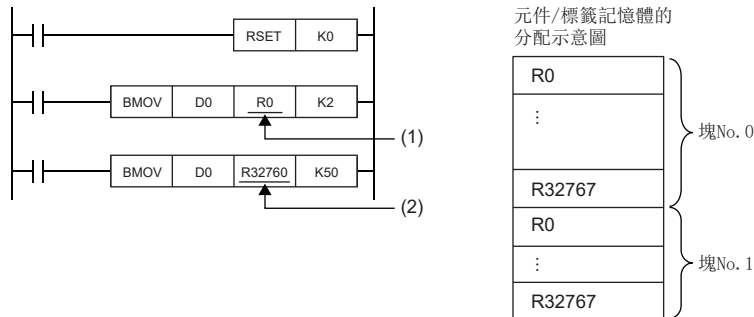 RSET K0
BMOV D0 R0 K2
(1)
BMOV D0 R32760 K50
(2)
元件/標籤記憶體的
分配示意圖
R0
⋮
R32767
塊No. 0
R0
⋮
R32767
塊No. 1